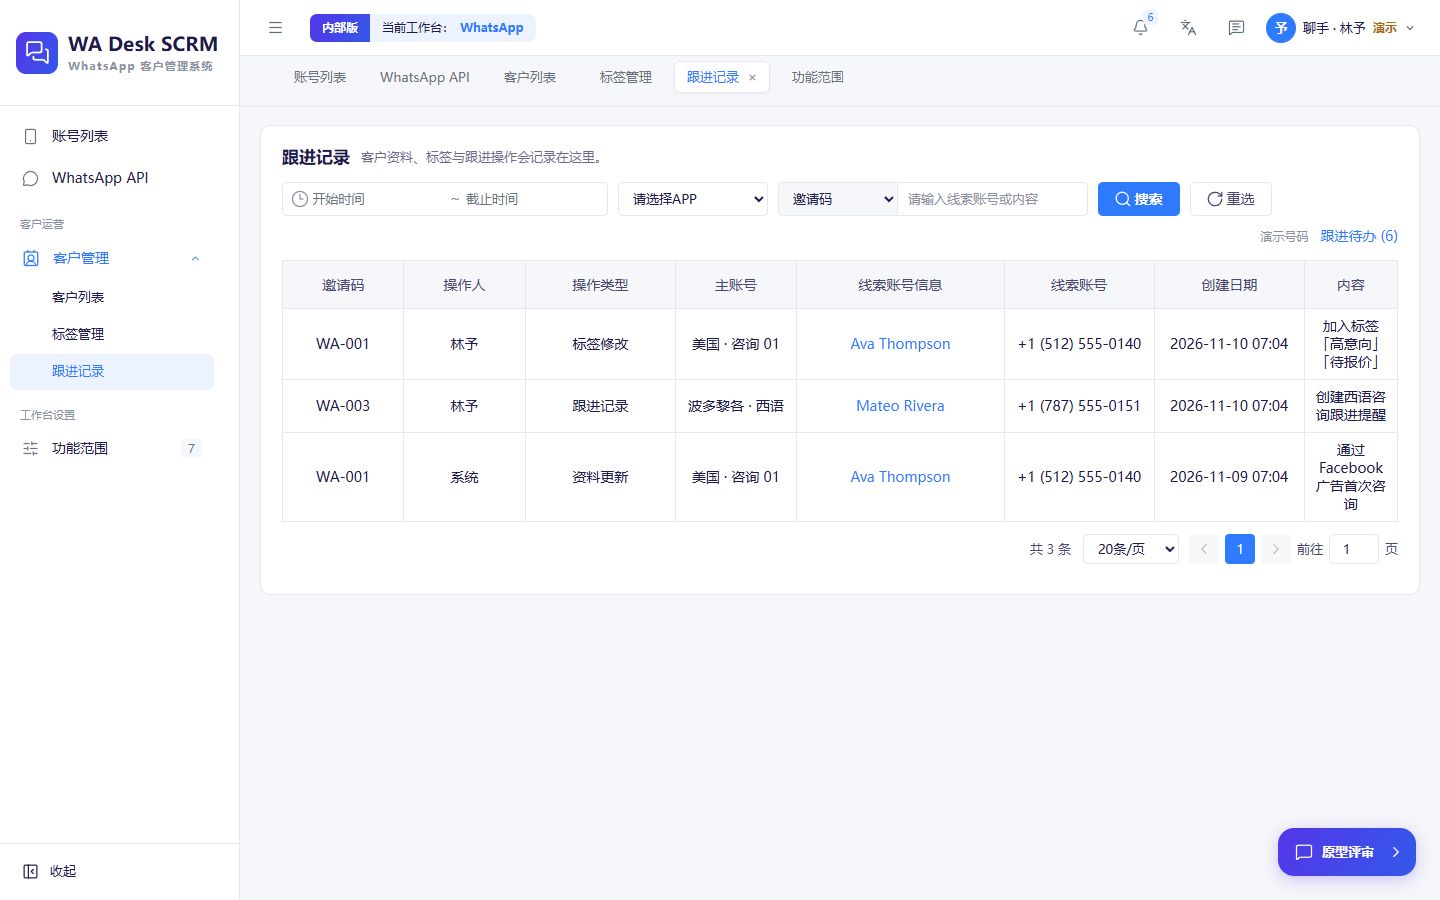 WA Desk SCRM
WhatsApp 客户管理系统
内部版 当前工作台： WhatsApp
6
予 聊手 · 林予 演示
账号列表 WhatsApp API 客户列表 标签管理 跟进记录 × 功能范围
账号列表
WhatsApp API
客户运营
客户管理
客户列表
标签管理
跟进记录
工作台设置
功能范围 7
收起
跟进记录 客户资料、标签与跟进操作会记录在这里。
开始时间 ~ 截止时间 请选择APP 邀请码 请输入线索账号或内容 搜索 重选
演示号码 跟进待办 (6)
邀请码 操作人 操作类型 主账号 线索账号信息 线索账号 创建日期 内容
WA-001 林予 标签修改 美国 · 咨询 01 Ava Thompson +1 (512) 555-0140 2026-11-10 07:04 加入标签
「高意向」
「待报价」
WA-003 林予 跟进记录 波多黎各 · 西语 Mateo Rivera +1 (787) 555-0151 2026-11-10 07:04 创建西语咨
询跟进提醒
WA-001 系统 资料更新 美国 · 咨询 01 Ava Thompson +1 (512) 555-0140 2026-11-09 07:04 通过
Facebook
广告首次咨
询
共 3 条 20条/页 1 前往 1 页
原型评审